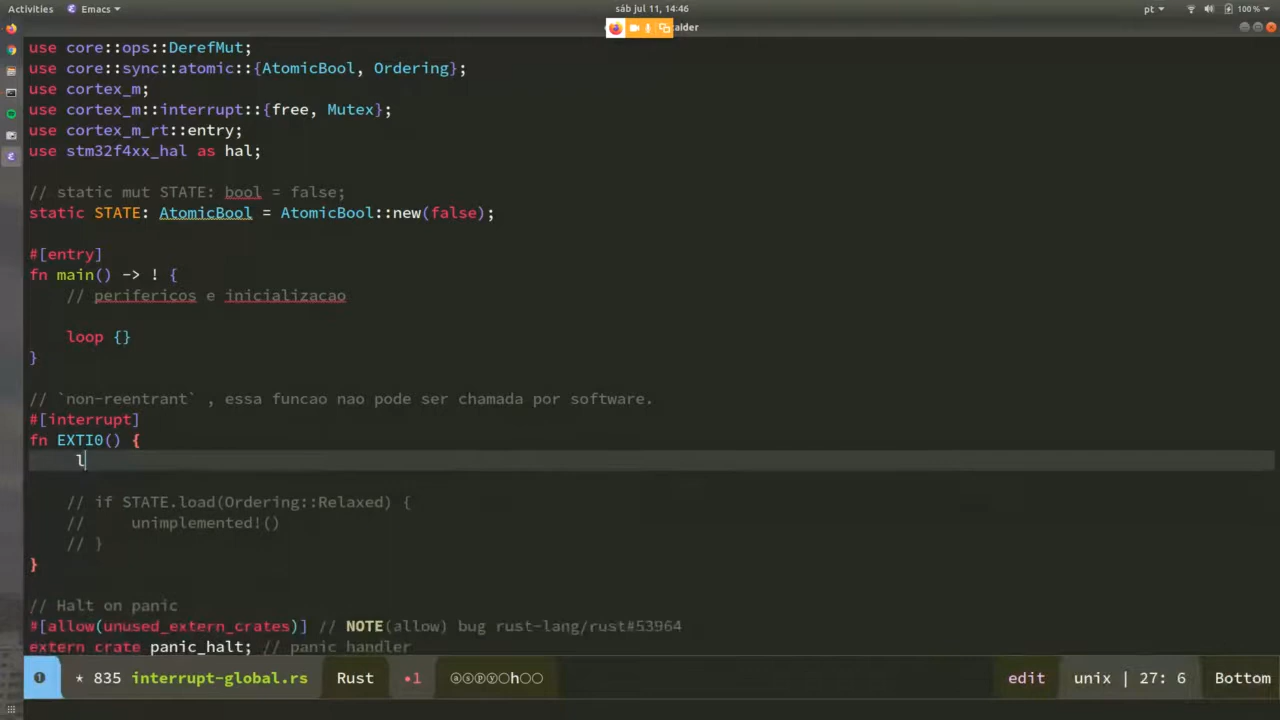 Activities Emacs sáb jul 11, 14:46 pt 100 %
alder
use core::ops::DerefMut;
use core::sync::atomic::{AtomicBool, Ordering};
use cortex_m;
use cortex_m::interrupt::{free, Mutex};
use cortex_m_rt::entry;
use stm32f4xx_hal as hal;
// static mut STATE: bool = false;
static STATE: AtomicBool = AtomicBool::new(false);
#[entry]
fn main() -> ! {
// perifericos e inicializacao
loop {}
}
// `non-reentrant` , essa funcao nao pode ser chamada por software.
#[interrupt]
fn EXTI0() {
l
// if STATE.load(Ordering::Relaxed) {
// unimplemented!()
// }
}
// Halt on panic
#[allow(unused_extern_crates)] // NOTE(allow) bug rust-lang/rust#53964
extern crate panic_halt; // panic handler
1 * 835 interrupt-global.rs Rust •1 ⓐⓢⓟⓨ○h○○ edit unix | 27: 6 Bottom